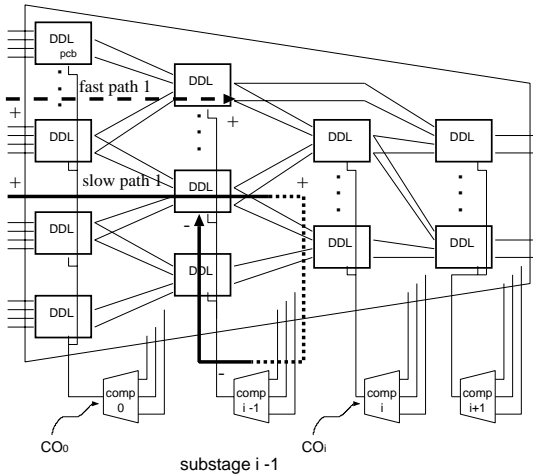 DDL
pcb
DDL
fast path 1
+
+
DDL
DDL
DDL
+
slow path 1
DDL
+
-
DDL
DDL
DDL
DDL
DDL
-
comp
0
comp
i -1
comp
i
comp
i+1
CO0
COi
substage i -1